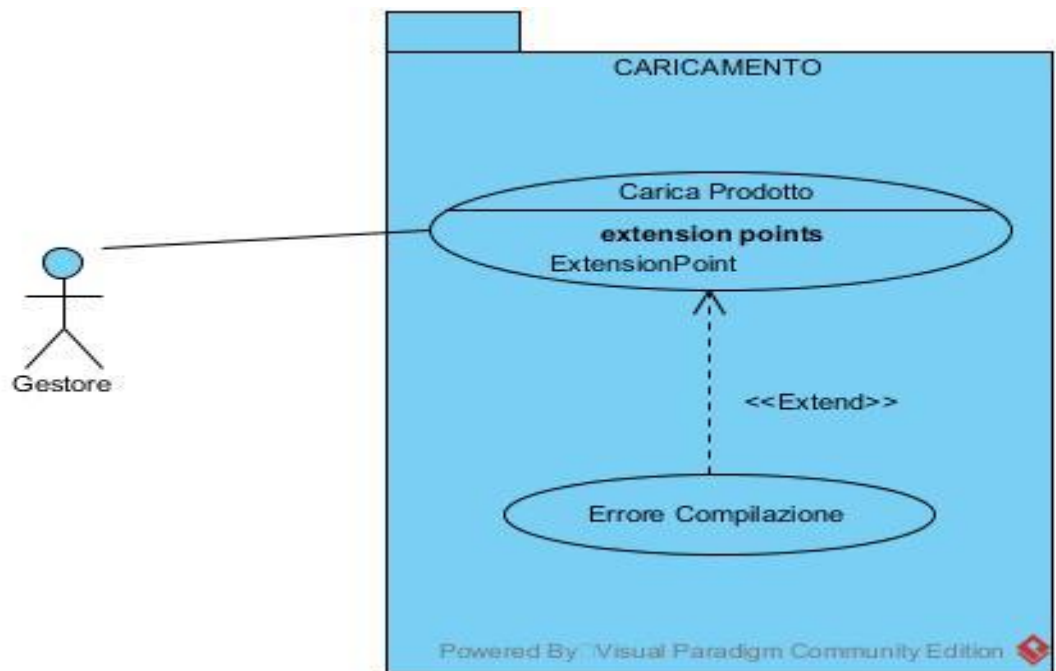 CARICAMENTO
Carica Prodotto
extension points
ExtensionPoint
Gestore
<<Extend>>
Errore Compilazione
Powered By Visual Paradigm Community Edition